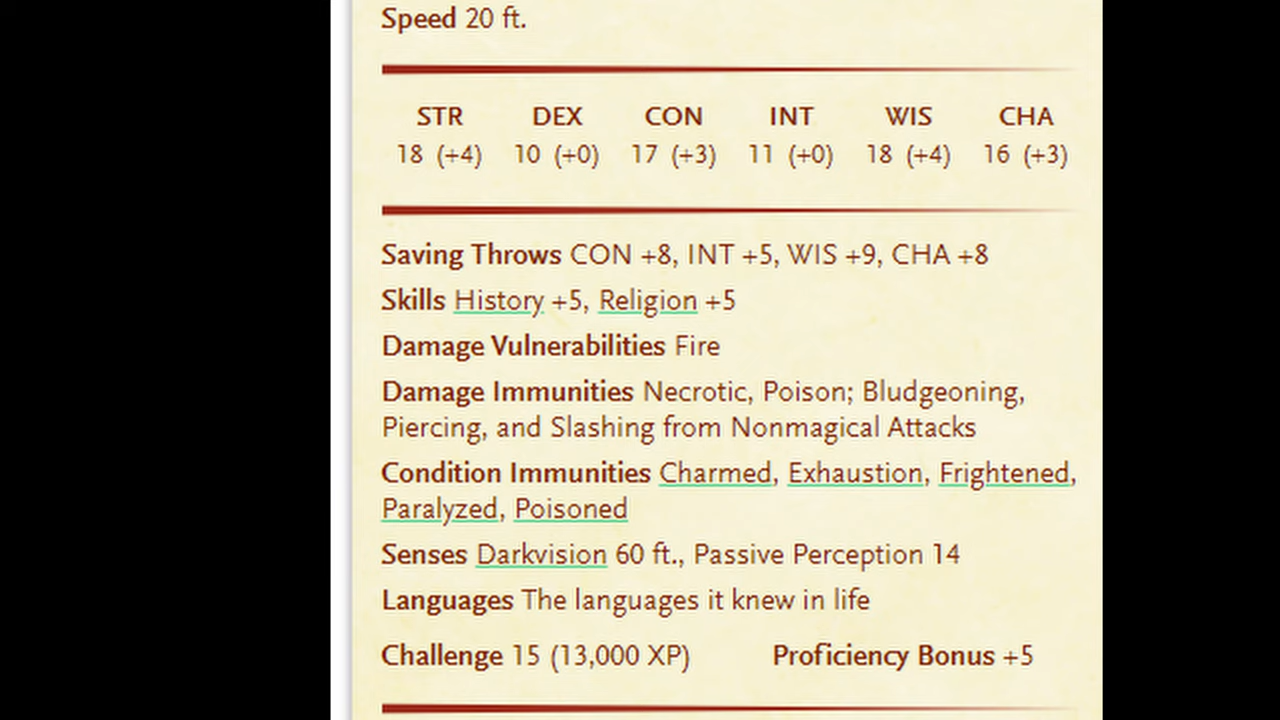 Speed 20 ft.
STR DEX CON INT WIS CHA
18 (+4) 10 (+0) 17 (+3) 11 (+0) 18 (+4) 16 (+3)
Saving Throws CON +8, INT +5, WIS +9, CHA +8
Skills History +5, Religion +5
Damage Vulnerabilities Fire
Damage Immunities Necrotic, Poison; Bludgeoning,
Piercing, and Slashing from Nonmagical Attacks
Condition Immunities Charmed, Exhaustion, Frightened,
Paralyzed, Poisoned
Senses Darkvision 60 ft., Passive Perception 14
Languages The languages it knew in life
Challenge 15 (13,000 XP) Proficiency Bonus +5